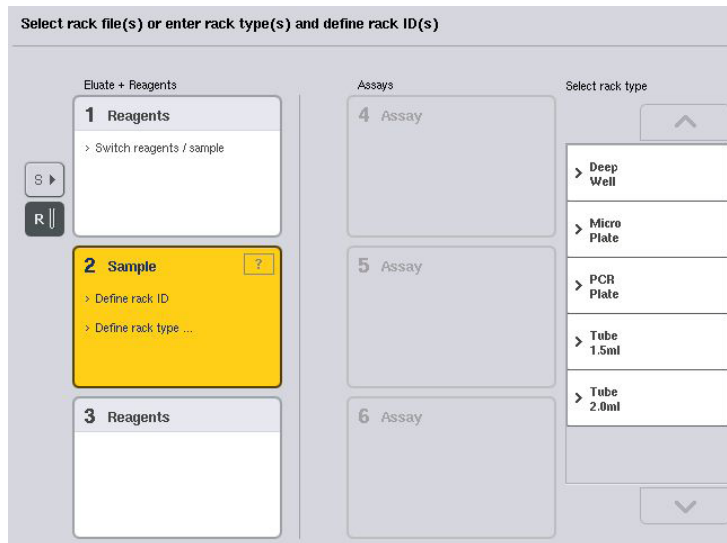 Select rack file(s) or enter rack type(s) and define rack ID(s)
Eluate + Reagents
1 Reagents
> Switch reagents / sample
S
R
2 Sample ?
> Define rack ID
> Define rack type ...
3 Reagents
Assays
4 Assay
5 Assay
6 Assay
Select rack type
> Deep
Well
> Micro
Plate
> PCR
Plate
> Tube
1.5ml
> Tube
2.0ml